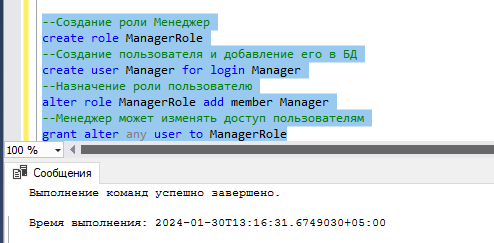 --Создание роли Менеджер
create role ManagerRole
--Создание пользователя и добавление его в БД
create user Manager for login Manager
--Назначение роли пользователю
alter role ManagerRole add member Manager
--Менеджер может изменять доступ пользователям
grant alter any user to ManagerRole
100 %
Сообщения
Выполнение команд успешно завершено.
Время выполнения: 2024-01-30T13:16:31.6749030+05:00